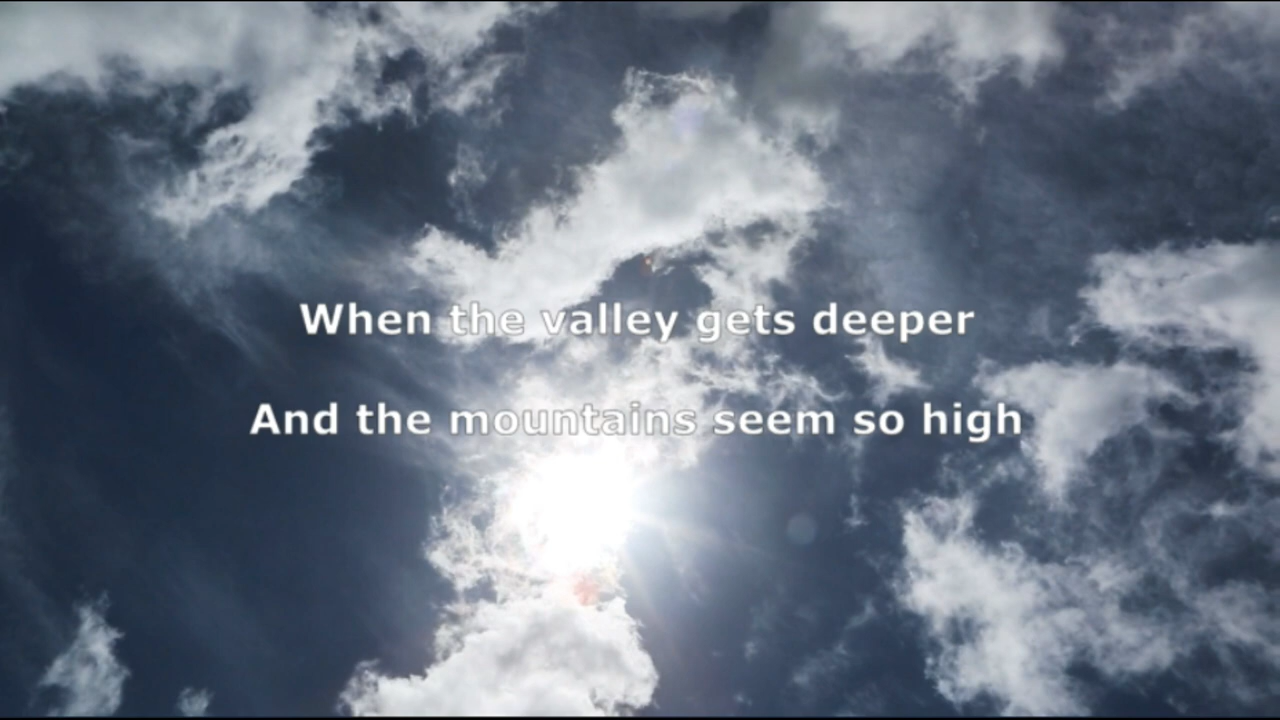 When the valley gets deeper
And the mountains seem so high